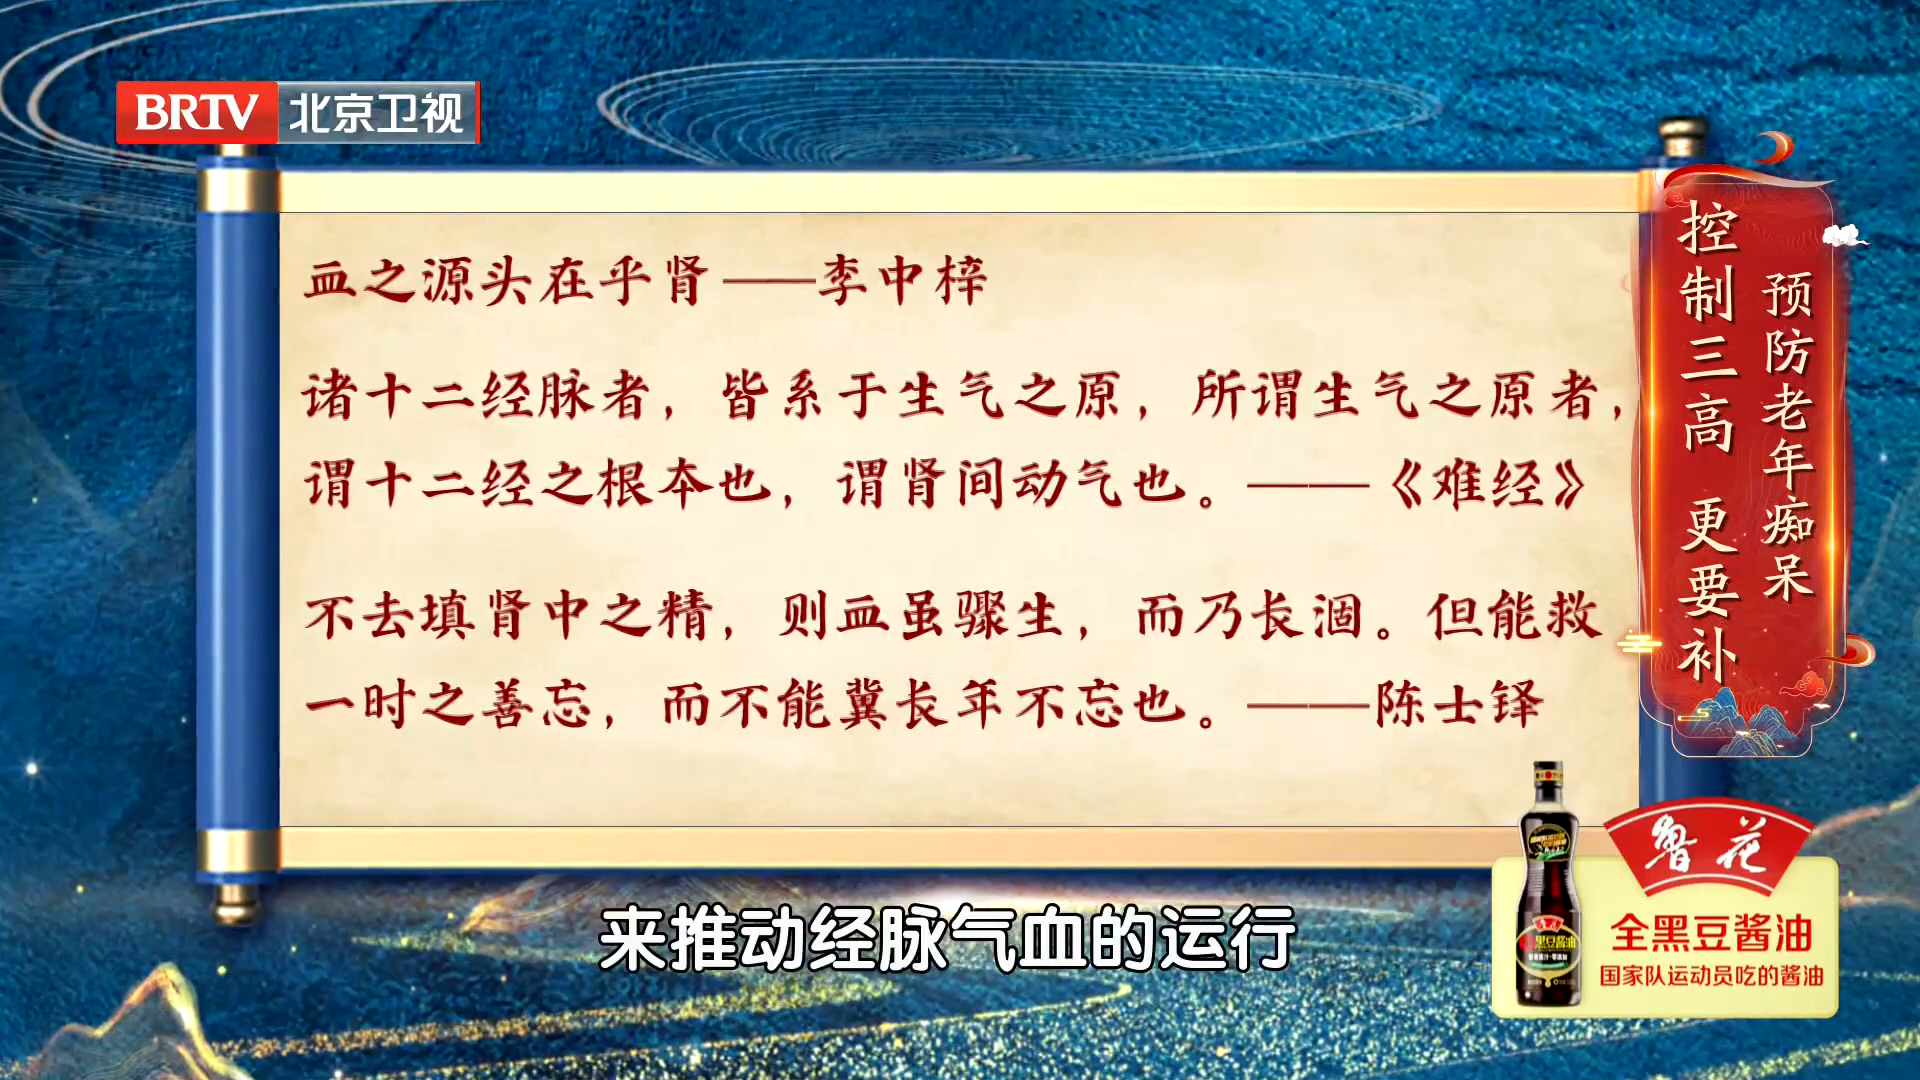 BRTV 北京卫视
血之源头在乎肾——李中梓
诸十二经脉者，皆系于生气之原，所谓生气之原者，
谓十二经之根本也，谓肾间动气也。——《难经》
不去填肾中之精，则血虽骤生，而乃长涸。但能救
一时之善忘，而不能冀长年不忘也。——陈士铎
预防老年痴呆
控制三高 更要补
来推动经脉气血的运行
鲁花
全黑豆酱油
国家队运动员吃的酱油